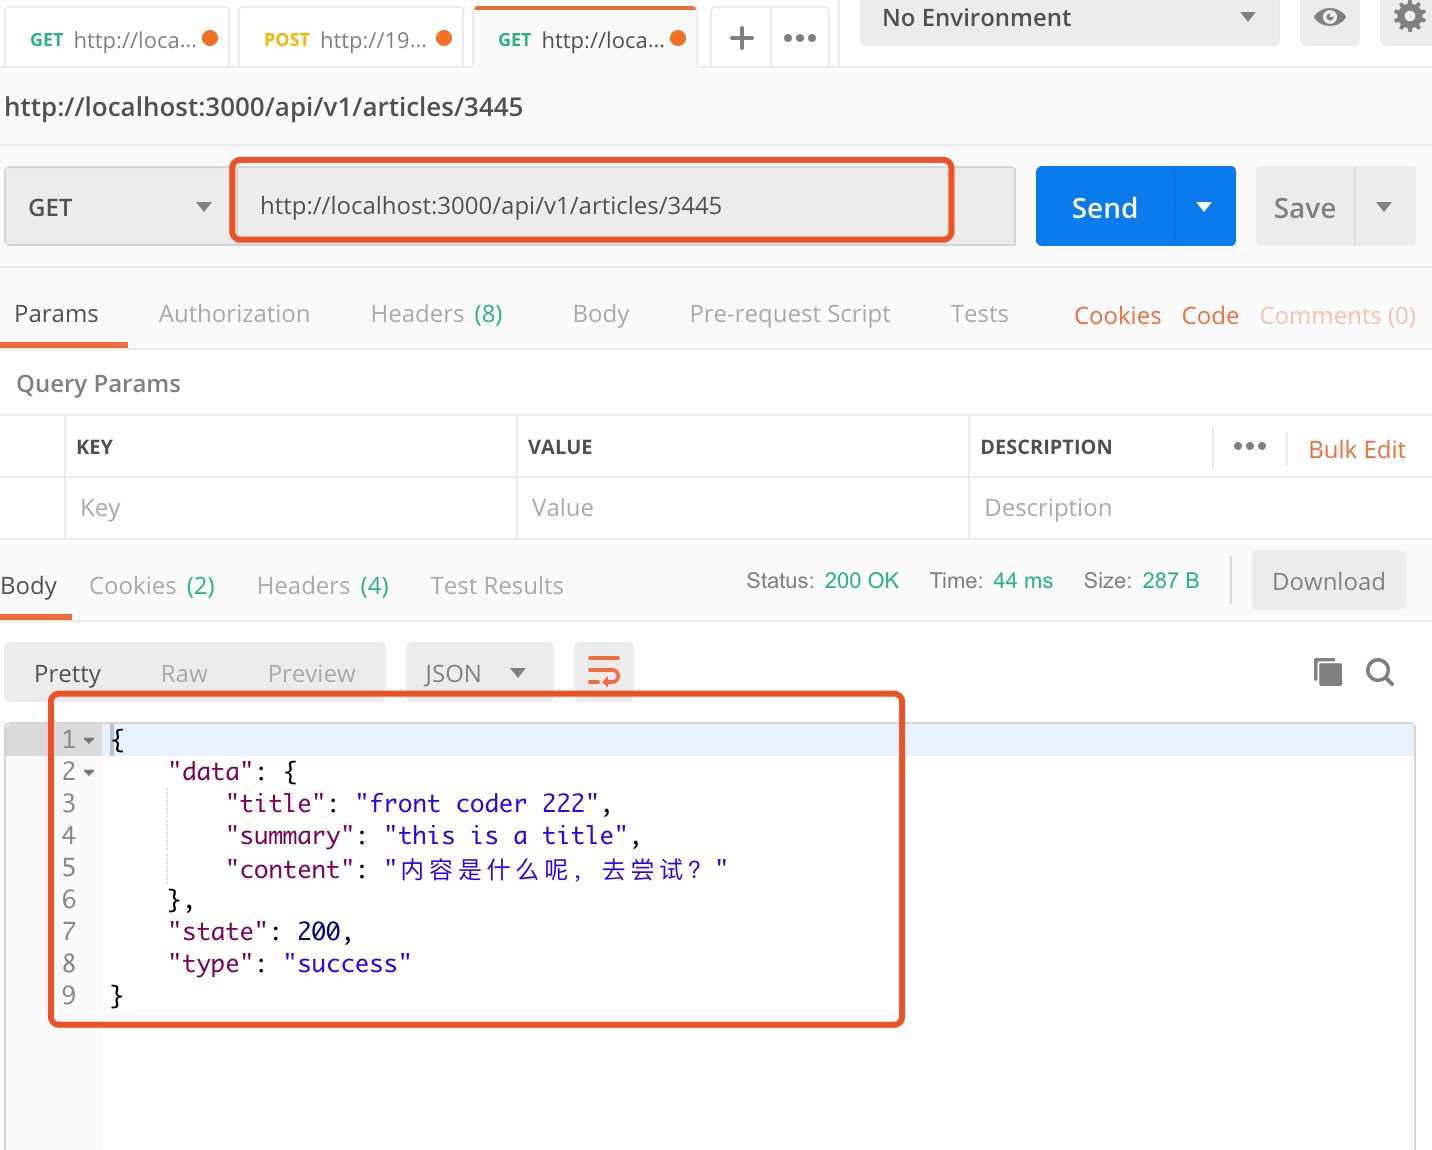 GET http://loca... POST http://19... GET http://loca... No Environment
http://localhost:3000/api/v1/articles/3445
GET http://localhost:3000/api/v1/articles/3445 Send Save
Params Authorization Headers (8) Body Pre-request Script Tests Cookies Code Comments (0)
Query Params
KEY VALUE DESCRIPTION Bulk Edit
Key Value Description
Body Cookies (2) Headers (4) Test Results Status: 200 OK Time: 44 ms Size: 287 B Download
Pretty Raw Preview JSON
1 {
2 "data": {
3 "title": "front coder 222",
4 "summary": "this is a title",
5 "content": "内容是什么呢，去尝试？"
6 },
7 "state": 200,
8 "type": "success"
9 }